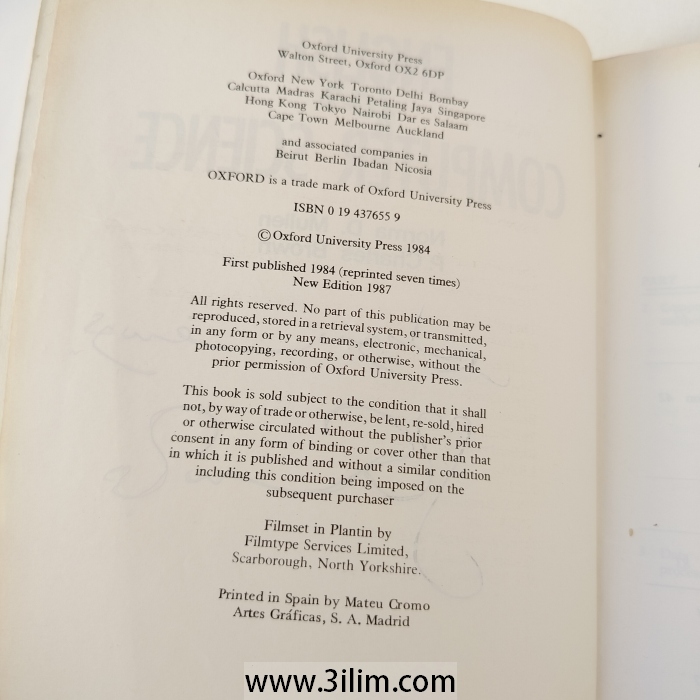 Oxford University Press
Walton Street, Oxford OX2 6DP
Oxford New York Toronto Delhi Bombay
Calcutta Madras Karachi Petaling Jaya Singapore
Hong Kong Tokyo Nairobi Dar es Salaam
Cape Town Melbourne Auckland
and associated companies in
Beirut Berlin Ibadan Nicosia
OXFORD is a trade mark of Oxford University Press
ISBN 0 19 437655 9
© Oxford University Press 1984
First published 1984 (reprinted seven times)
New Edition 1987
All rights reserved. No part of this publication may be
reproduced, stored in a retrieval system, or transmitted,
in any form or by any means, electronic, mechanical,
photocopying, recording, or otherwise, without the
prior permission of Oxford University Press.
This book is sold subject to the condition that it shall
not, by way of trade or otherwise, be lent, re-sold, hired
or otherwise circulated without the publisher's prior
consent in any form of binding or cover other than that
in which it is published and without a similar condition
including this condition being imposed on the
subsequent purchaser
Filmset in Plantin by
Filmtype Services Limited,
Scarborough, North Yorkshire.
Printed in Spain by Mateu Cromo
Artes Gráficas, S. A. Madrid
www.3ilim.com